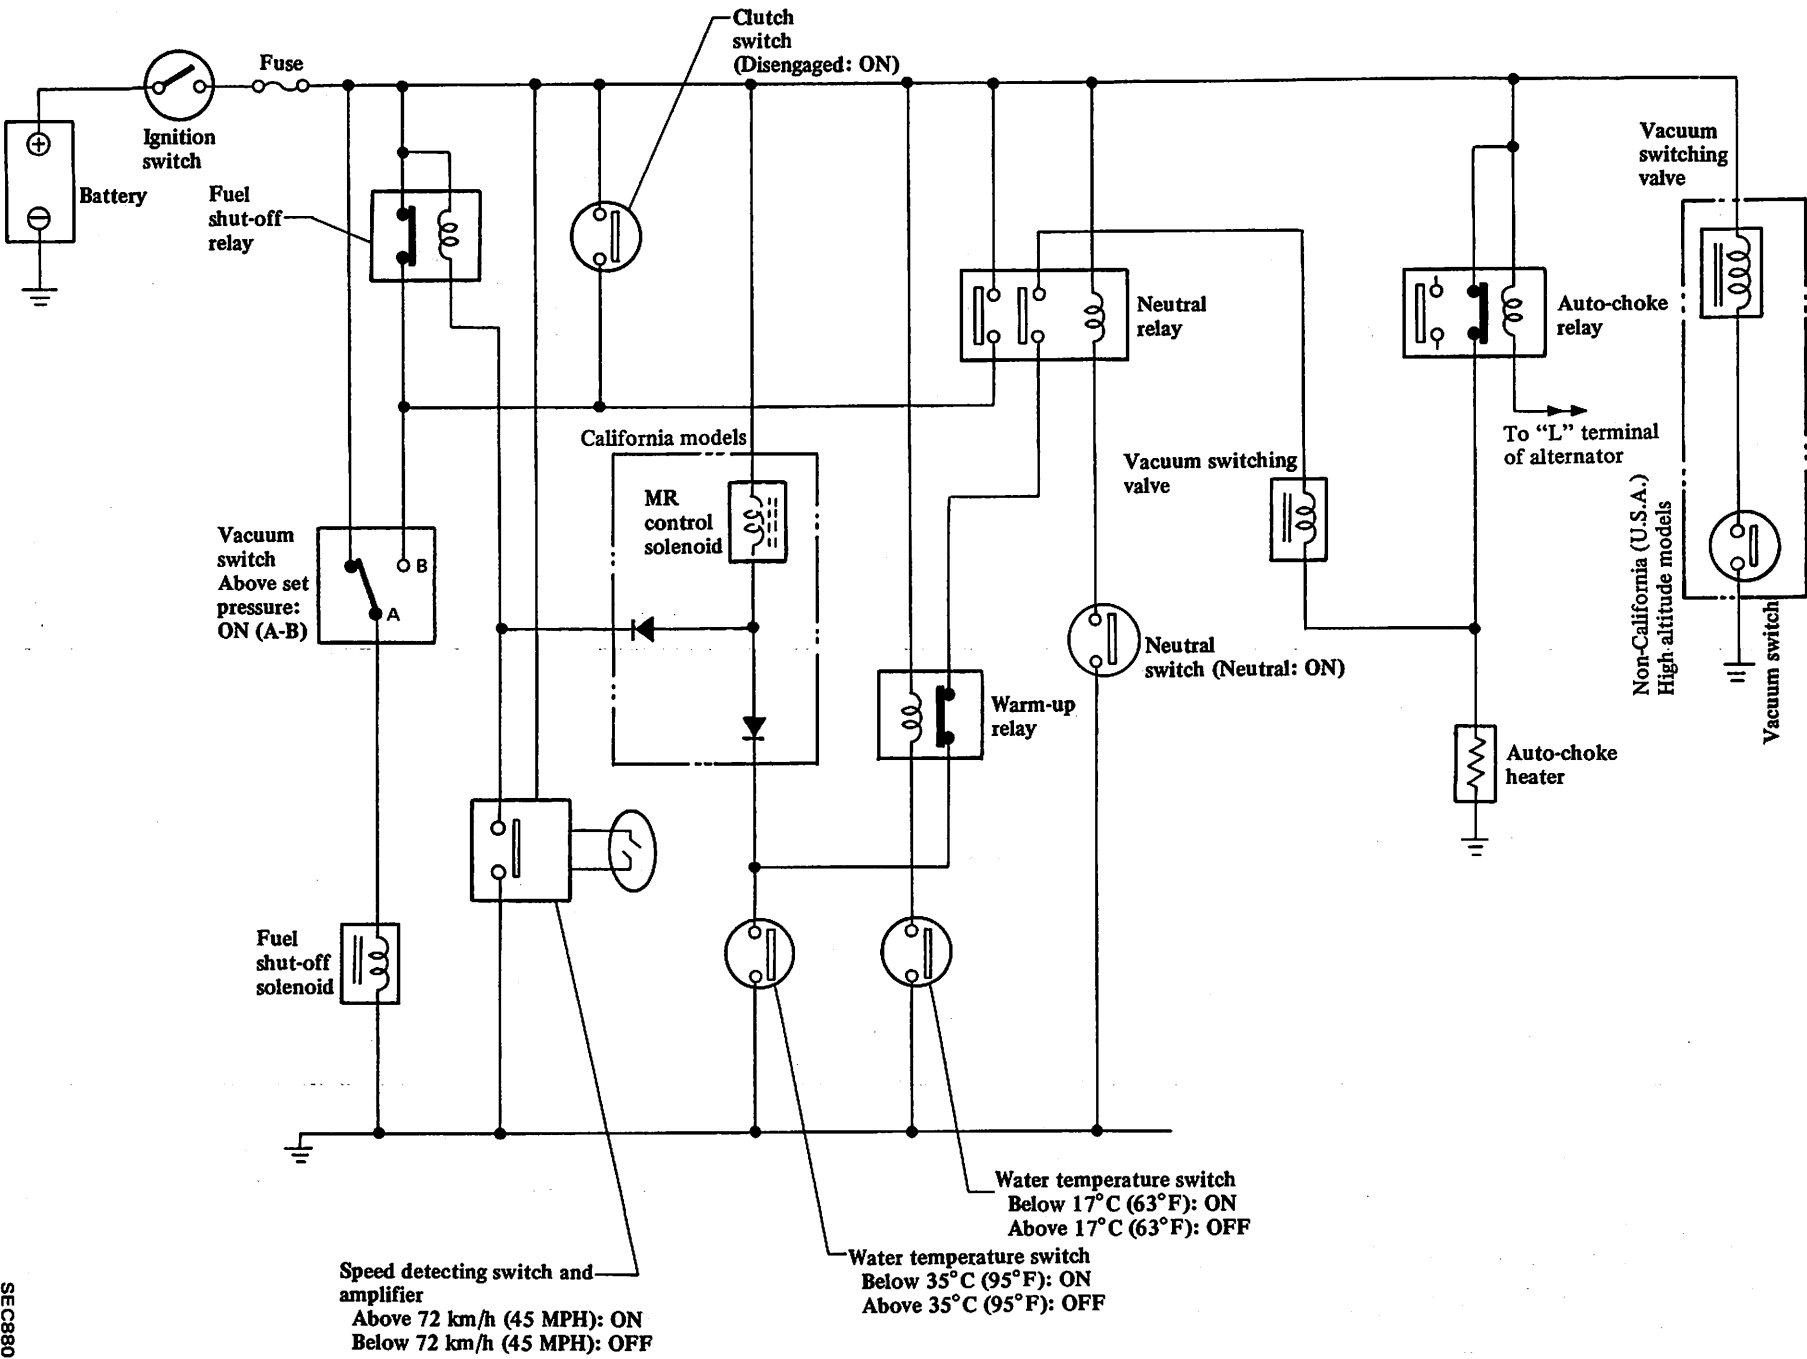 Clutch
switch
(Disengaged: ON)
Fuse
Ignition
switch
Battery
Fuel
shut-off
relay
Vacuum
switching
valve
Neutral
relay
Auto-choke
relay
To “L” terminal
of alternator
California models
MR
control
solenoid
Vacuum switching
valve
Non-California (U.S.A.)
High altitude models
Vacuum switch
Vacuum
switch
Above set
pressure:
ON (A-B)
B
A
Neutral
switch (Neutral: ON)
Warm-up
relay
Auto-choke
heater
Fuel
shut-off
solenoid
Water temperature switch
Below 17°C (63°F): ON
Above 17°C (63°F): OFF
Water temperature switch
Below 35°C (95°F): ON
Above 35°C (95°F): OFF
Speed detecting switch and
amplifier
Above 72 km/h (45 MPH): ON
Below 72 km/h (45 MPH): OFF
SEC880